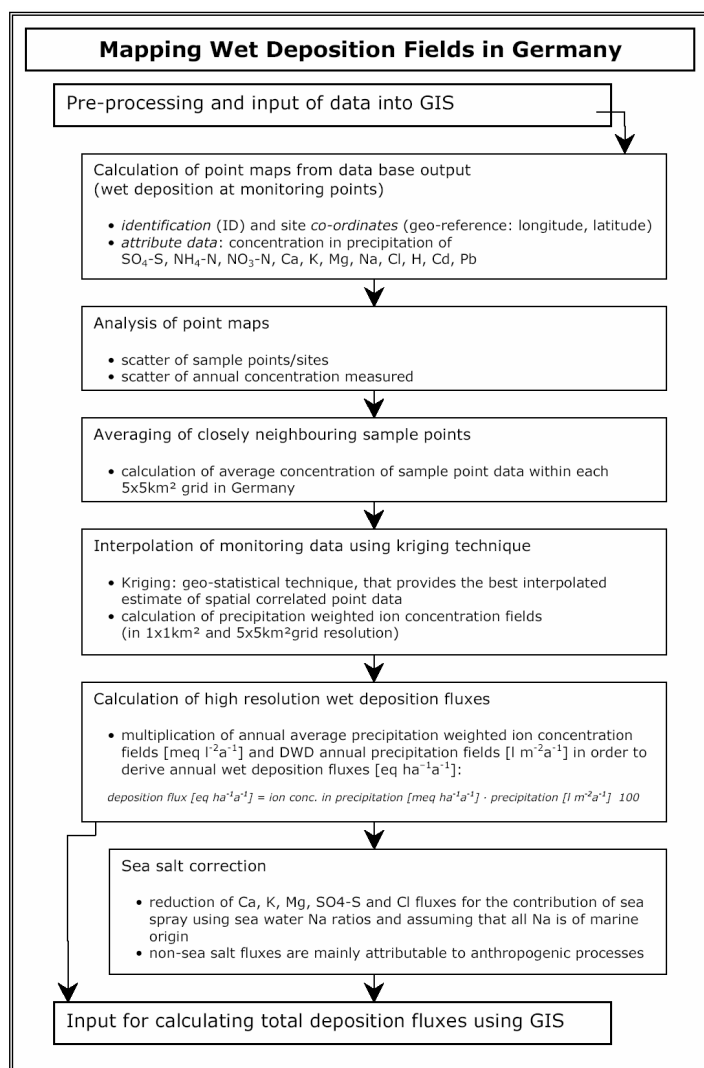 Mapping Wet Deposition Fields in Germany
Pre-processing and input of data into GIS
Calculation of point maps from data base output
(wet deposition at monitoring points)
• identification (ID) and site co-ordinates (geo-reference: longitude, latitude)
• attribute data: concentration in precipitation of
SO₄-S, NH₄-N, NO₃-N, Ca, K, Mg, Na, Cl, H, Cd, Pb
Analysis of point maps
• scatter of sample points/sites
• scatter of annual concentration measured
Averaging of closely neighbouring sample points
• calculation of average concentration of sample point data within each
5x5km² grid in Germany
Interpolation of monitoring data using kriging technique
• Kriging: geo-statistical technique, that provides the best interpolated
estimate of spatial correlated point data
• calculation of precipitation weighted ion concentration fields
(in 1x1km² and 5x5km²grid resolution)
Calculation of high resolution wet deposition fluxes
• multiplication of annual average precipitation weighted ion concentration
fields [meq l⁻²a⁻¹] and DWD annual precipitation fields [l m⁻²a⁻¹] in order to
derive annual wet deposition fluxes [eq ha⁻¹a⁻¹]:
deposition flux [eq ha⁻¹a⁻¹] = ion conc. in precipitation [meq ha⁻¹a⁻¹] · precipitation [l m⁻²a⁻¹] 100
Sea salt correction
• reduction of Ca, K, Mg, SO4-S and Cl fluxes for the contribution of sea
spray using sea water Na ratios and assuming that all Na is of marine
origin
• non-sea salt fluxes are mainly attributable to anthropogenic processes
Input for calculating total deposition fluxes using GIS